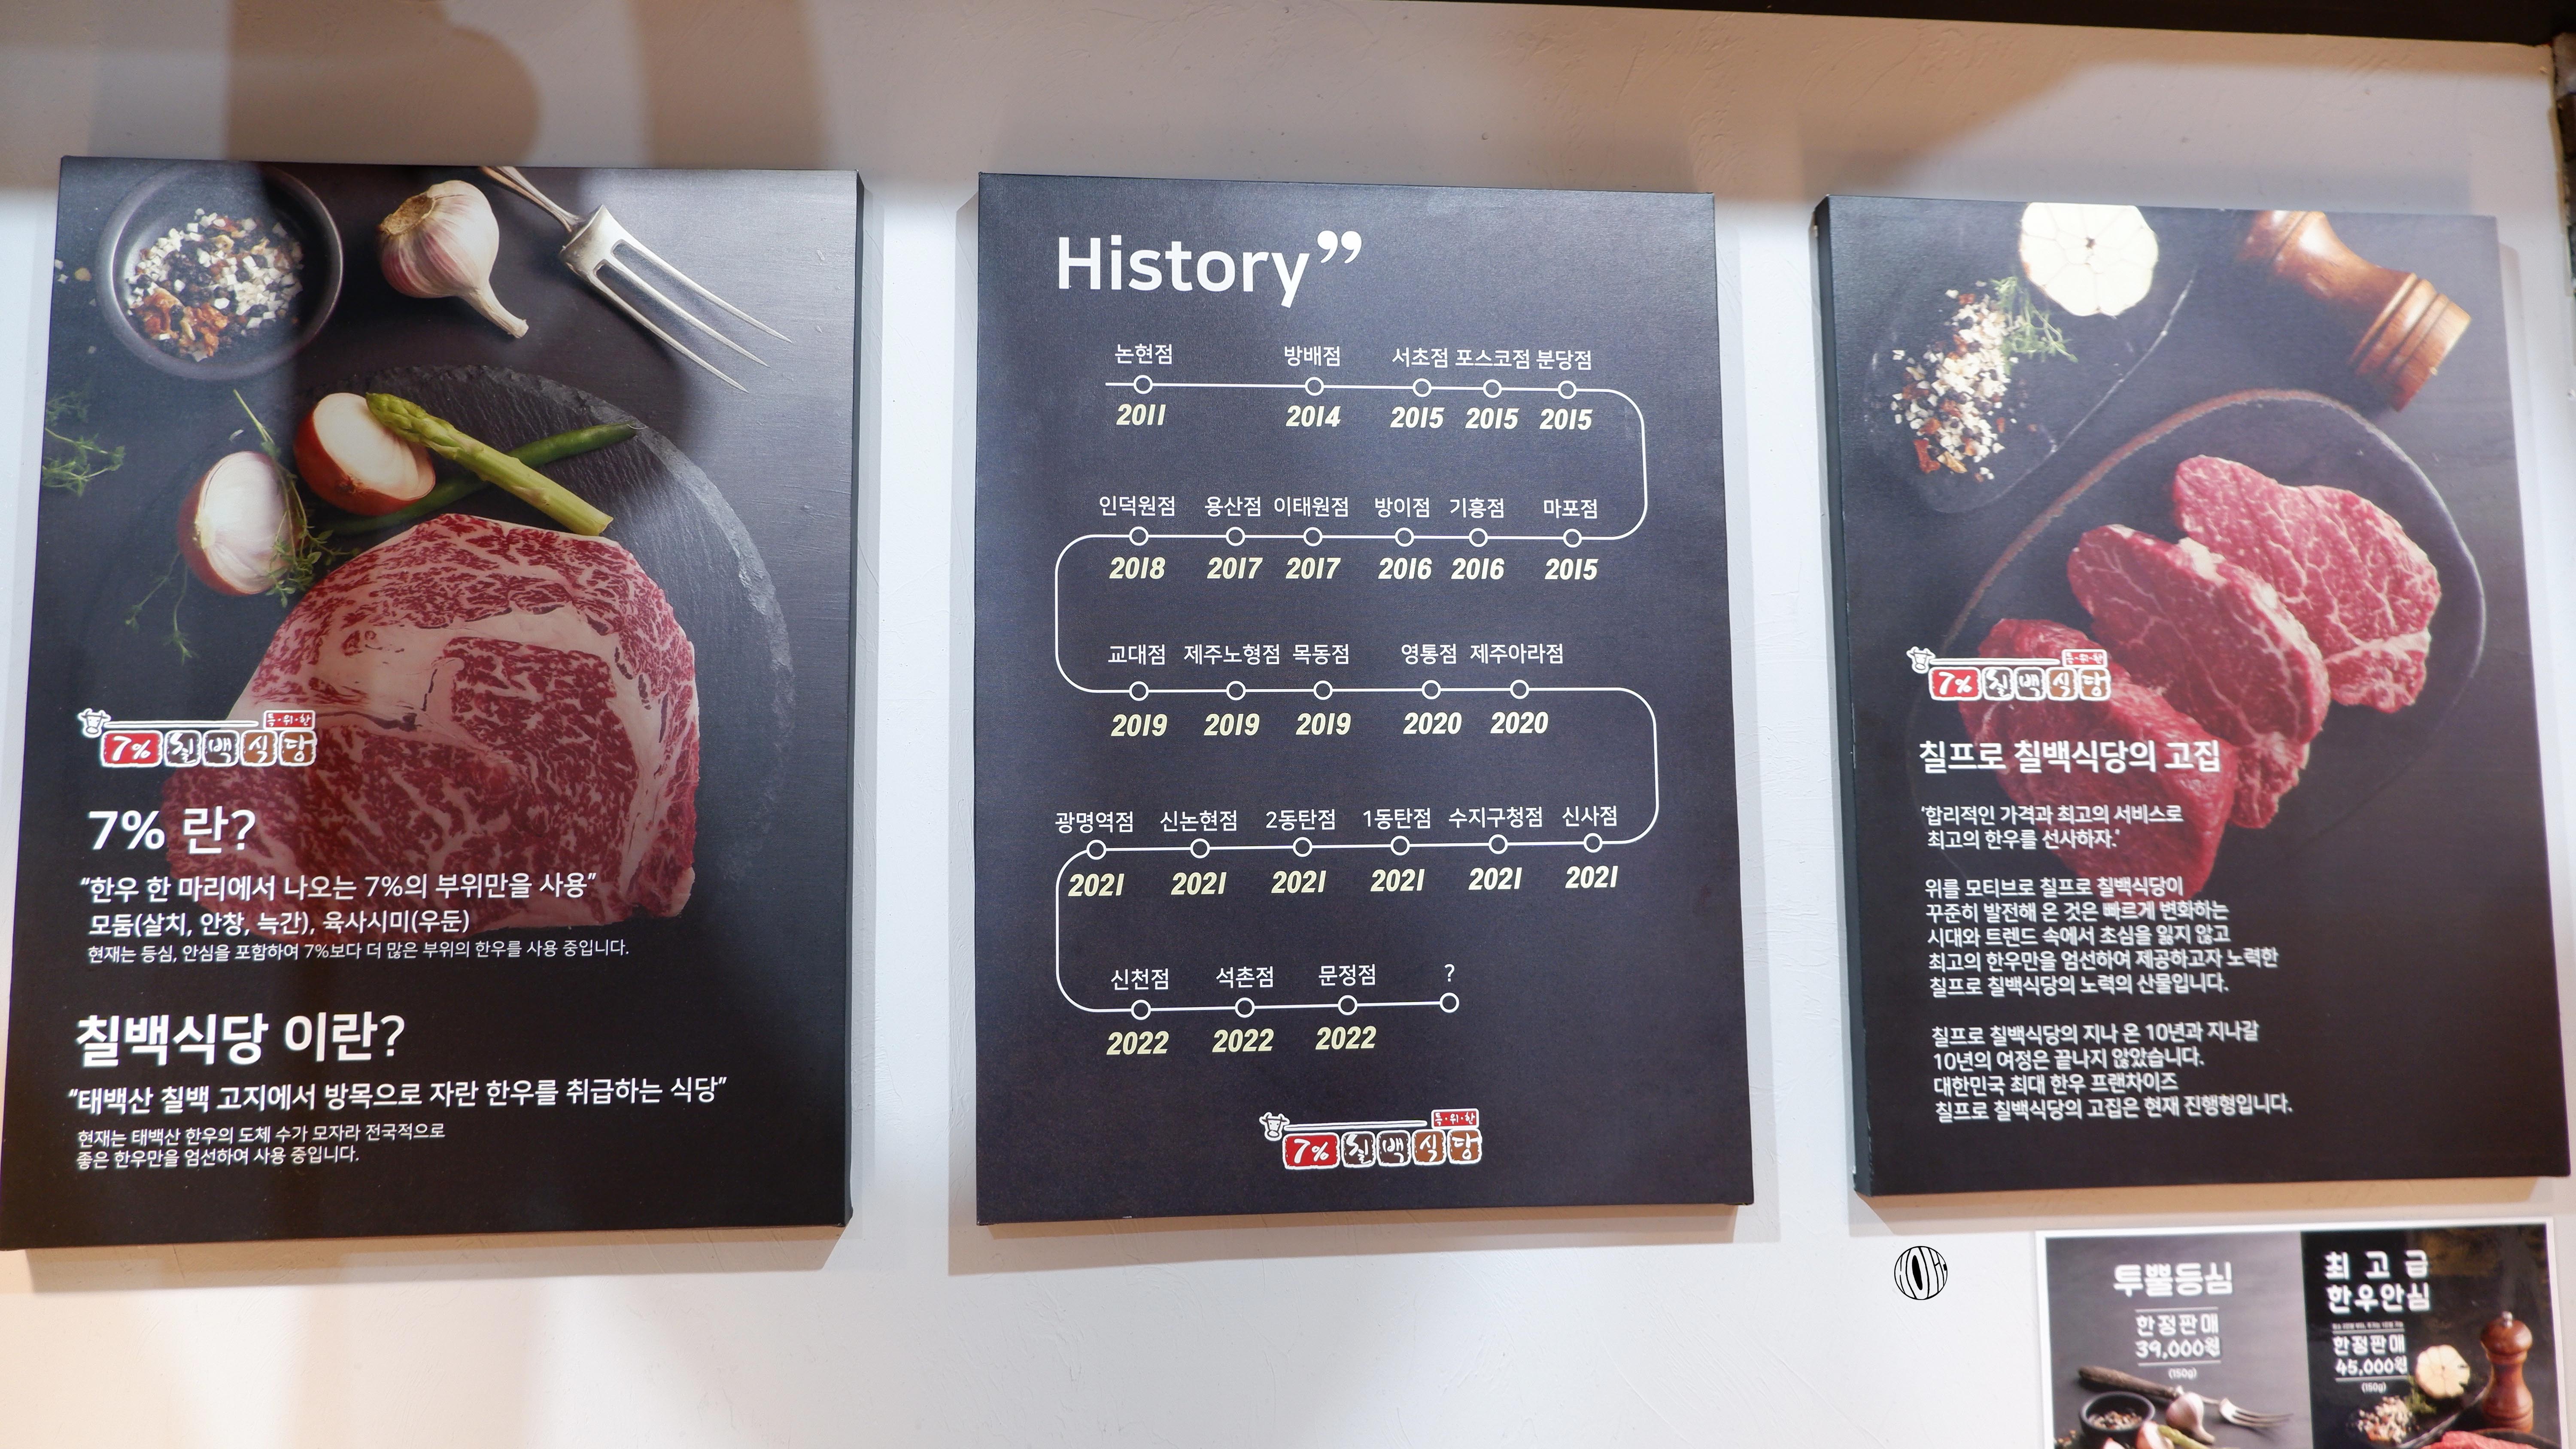 특·위·한
7% 칠백식당
7% 란?
“한우 한 마리에서 나오는 7%의 부위만을 사용”
모둠(살치, 안창, 늑간), 육사시미(우둔)
현재는 등심, 안심을 포함하여 7%보다 더 많은 부위의 한우를 사용 중입니다.
칠백식당 이란?
“태백산 칠백 고지에서 방목으로 자란 한우를 취급하는 식당”
현재는 태백산 한우의 도체 수가 모자라 전국적으로
좋은 한우만을 엄선하여 사용 중입니다.
History”
논현점 방배점 서초점 포스코점 분당점
2011 2014 2015 2015 2015
인덕원점 용산점 이태원점 방이점 기흥점 마포점
2018 2017 2017 2016 2016 2015
교대점 제주노형점 목동점 영통점 제주아라점
2019 2019 2019 2020 2020
광명역점 신논현점 2동탄점 1동탄점 수지구청점 신사점
2021 2021 2021 2021 2021 2021
신천점 석촌점 문정점 ?
2022 2022 2022
특·위·한
7% 칠백식당
특·위·한
7% 칠백식당
칠프로 칠백식당의 고집
‘합리적인 가격과 최고의 서비스로
최고의 한우를 선사하자.’
위를 모티브로 칠프로 칠백식당이
꾸준히 발전해 온 것은 빠르게 변화하는
시대와 트렌드 속에서 초심을 잃지 않고
최고의 한우만을 엄선하여 제공하고자 노력한
칠프로 칠백식당의 노력의 산물입니다.
칠프로 칠백식당의 지나 온 10년과 지나갈
10년의 여정은 끝나지 않았습니다.
대한민국 최대 한우 프랜차이즈
칠프로 칠백식당의 고집은 현재 진행형입니다.
투뿔등심
한정판매
39,000원
(150g)
최고급
한우안심
한정판매
45,000원
(150g)